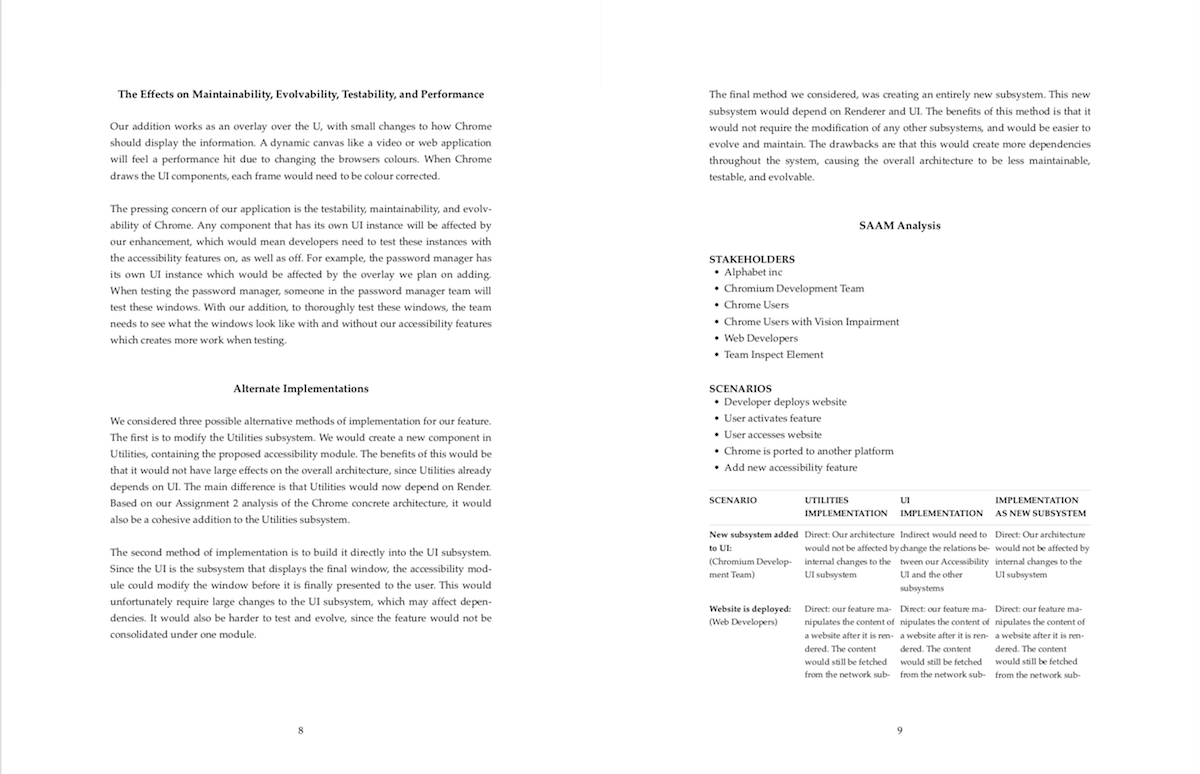 The Effects on Maintainability, Evolvability, Testability, and Performance
Our addition works as an overlay over the U, with small changes to how Chrome
should display the information. A dynamic canvas like a video or web application
will feel a performance hit due to changing the browsers colours. When Chrome
draws the UI components, each frame would need to be colour corrected.
The pressing concern of our application is the testability, maintainability, and evolv-
ability of Chrome. Any component that has its own UI instance will be affected by
our enhancement, which would mean developers need to test these instances with
the accessibility features on, as well as off. For example, the password manager has
its own UI instance which would be affected by the overlay we plan on adding.
When testing the password manager, someone in the password manager team will
test these windows. With our addition, to thoroughly test these windows, the team
needs to see what the windows look like with and without our accessibility features
which creates more work when testing.
Alternate Implementations
We considered three possible alternative methods of implementation for our feature.
The first is to modify the Utilities subsystem. We would create a new component in
Utilities, containing the proposed accessibility module. The benefits of this would be
that it would not have large effects on the overall architecture, since Utilities already
depends on UI. The main difference is that Utilities would now depend on Render.
Based on our Assignment 2 analysis of the Chrome concrete architecture, it would
also be a cohesive addition to the Utilities subsystem.
The second method of implementation is to build it directly into the UI subsystem.
Since the UI is the subsystem that displays the final window, the accessibility mod-
ule could modify the window before it is finally presented to the user. This would
unfortunately require large changes to the UI subsystem, which may affect depen-
dencies. It would also be harder to test and evolve, since the feature would not be
consolidated under one module.
8
The final method we considered, was creating an entirely new subsystem. This new
subsystem would depend on Renderer and UI. The benefits of this method is that it
would not require the modification of any other subsystems, and would be easier to
evolve and maintain. The drawbacks are that this would create more dependencies
throughout the system, causing the overall architecture to be less maintainable,
testable, and evolvable.
SAAM Analysis
STAKEHOLDERS
• Alphabet inc
• Chromium Development Team
• Chrome Users
• Chrome Users with Vision Impairment
• Web Developers
• Team Inspect Element
SCENARIOS
• Developer deploys website
• User activates feature
• User accesses website
• Chrome is ported to another platform
• Add new accessibility feature
SCENARIO
UTILITIES
IMPLEMENTATION
UI
IMPLEMENTATION
IMPLEMENTATION
AS NEW SUBSYSTEM
New subsystem added
to UI:
(Chromium Develop-
ment Team)
Direct: Our architecture
would not be affected by
internal changes to the
UI subsystem
Indirect would need to
change the relations be-
tween our Accessibility
UI and the other
subsystems
Direct: Our architecture
would not be affected by
internal changes to the
UI subsystem
Website is deployed:
(Web Developers)
Direct: our feature ma-
nipulates the content of
a website after it is ren-
dered. The content
would still be fetched
from the network sub-
Direct: our feature ma-
nipulates the content of
a website after it is ren-
dered. The content
would still be fetched
from the network sub-
Direct: our feature ma-
nipulates the content of
a website after it is ren-
dered. The content
would still be fetched
from the network sub-
9